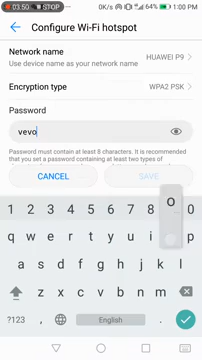 03:50 STOP 0K/s 1:00 PM
Configure Wi-Fi hotspot
Network name
Use device name as your network name
HUAWEI P9 >
Encryption type WPA2 PSK >
Password
vevo
Password must contain at least 8 characters. It is recommended
that you set a password containing at least two types of
CANCEL SAVE
o
1 2 3 4 5 6 7 8 0
q w e r t y u i p
a s d f g h j k l
z x c v b n m
?123 , English .